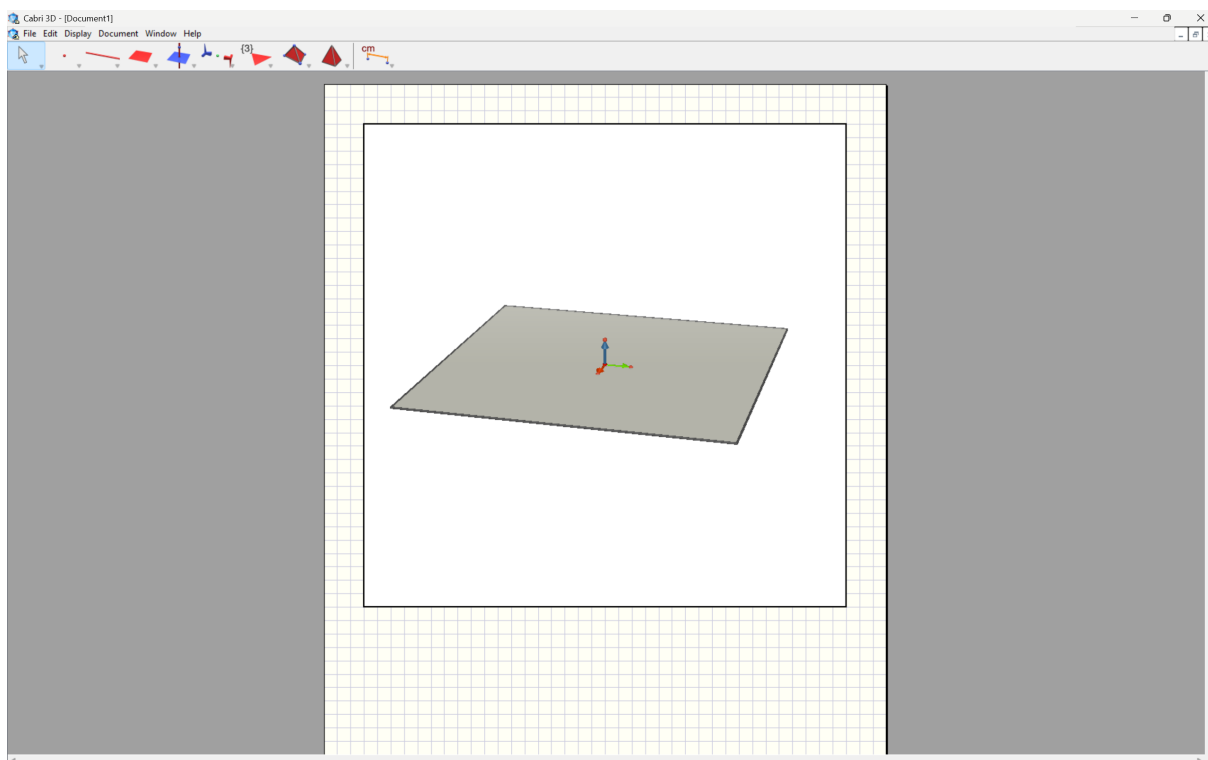 Cabri 3D - [Document1]
File Edit Display Document Window Help
{3} cm